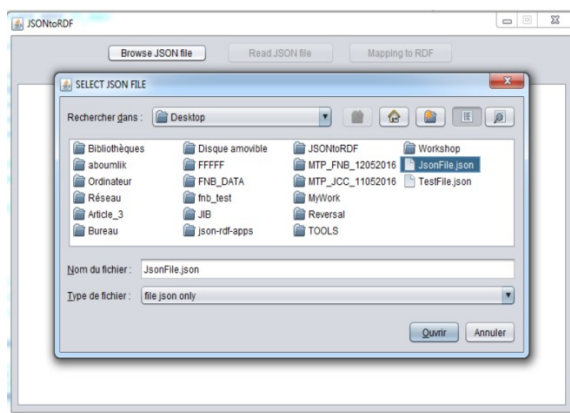 JSONtoRDF
Browse JSON file Read JSON file Mapping to RDF
SELECT JSON FILE
Rechercher dans : Desktop
Bibliothèques Disque amovible JSONtoRDF Workshop
aboumlik FFFFF MTP_FNB_12052016 JsonFile.json
Ordinateur FNB_DATA MTP_JCC_11052016 TestFile.json
Réseau fnb_test MyWork
Article_3 JIB Reversal
Bureau json-rdf-apps TOOLS
Nom du fichier : JsonFile.json
Type de fichier : file json only
Ouvrir Annuler